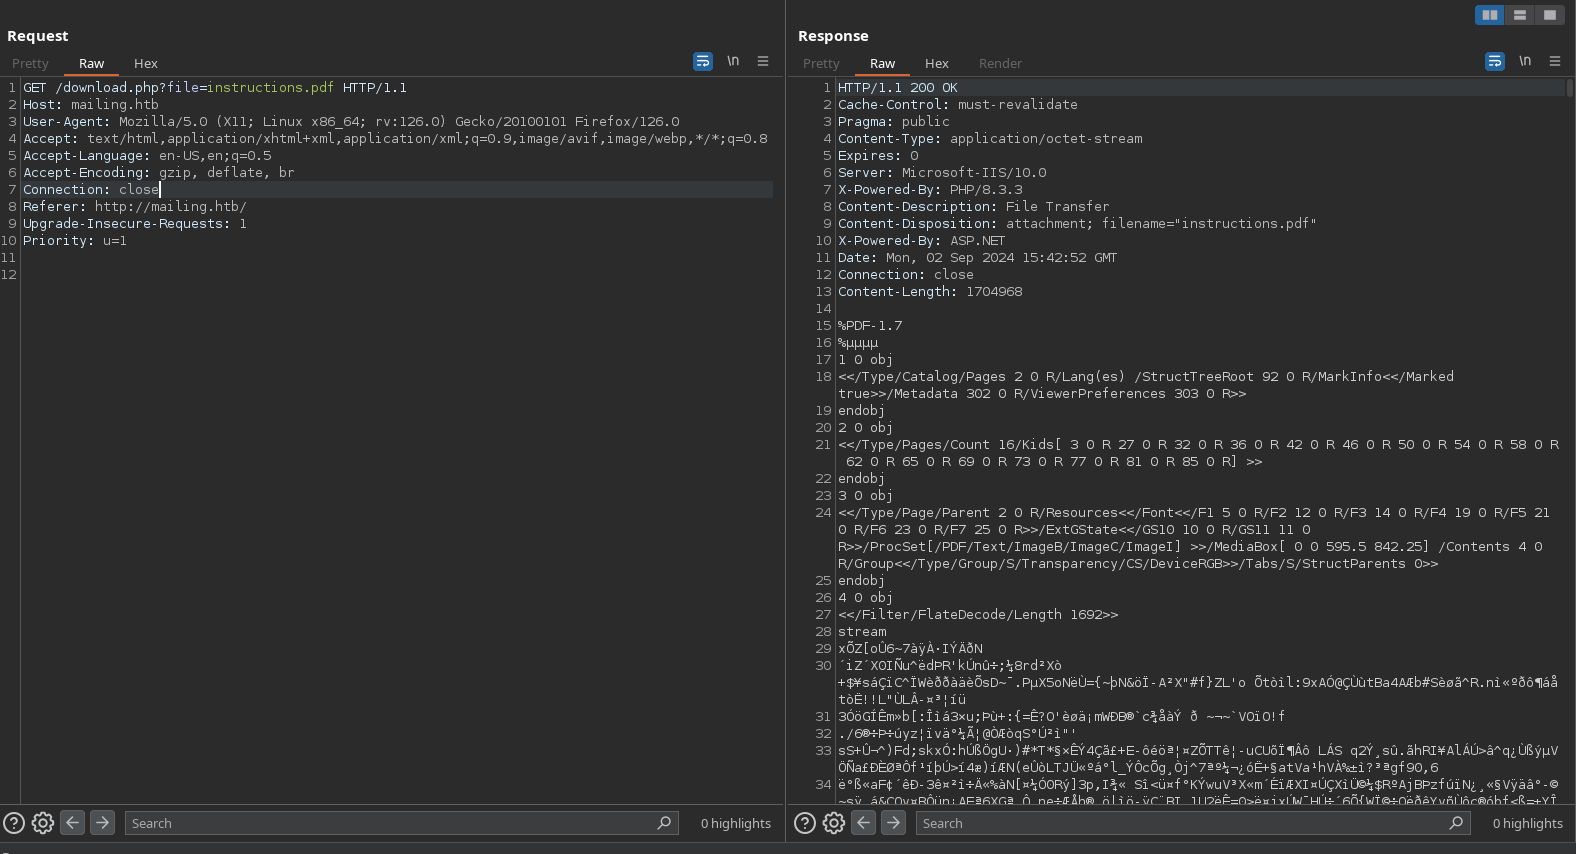 Request
Pretty Raw Hex \n
1 GET /download.php?file=instructions.pdf HTTP/1.1
2 Host: mailing.htb
3 User-Agent: Mozilla/5.0 (X11; Linux x86_64; rv:126.0) Gecko/20100101 Firefox/126.0
4 Accept: text/html,application/xhtml+xml,application/xml;q=0.9,image/avif,image/webp,*/*;q=0.8
5 Accept-Language: en-US,en;q=0.5
6 Accept-Encoding: gzip, deflate, br
7 Connection: close
8 Referer: http://mailing.htb/
9 Upgrade-Insecure-Requests: 1
10 Priority: u=1
11
12
Search 0 highlights
Response
Pretty Raw Hex Render \n
1 HTTP/1.1 200 OK
2 Cache-Control: must-revalidate
3 Pragma: public
4 Content-Type: application/octet-stream
5 Expires: 0
6 Server: Microsoft-IIS/10.0
7 X-Powered-By: PHP/8.3.3
8 Content-Description: File Transfer
9 Content-Disposition: attachment; filename="instructions.pdf"
10 X-Powered-By: ASP.NET
11 Date: Mon, 02 Sep 2024 15:42:52 GMT
12 Connection: close
13 Content-Length: 1704968
14
15 %PDF-1.7
16 %µµµµ
17 1 0 obj
18 <</Type/Catalog/Pages 2 0 R/Lang(es) /StructTreeRoot 92 0 R/MarkInfo<</Marked
true>>/Metadata 302 0 R/ViewerPreferences 303 0 R>>
19 endobj
20 2 0 obj
21 <</Type/Pages/Count 16/Kids[ 3 0 R 27 0 R 32 0 R 36 0 R 42 0 R 46 0 R 50 0 R 54 0 R 58 0 R
62 0 R 65 0 R 69 0 R 73 0 R 77 0 R 81 0 R 85 0 R] >>
22 endobj
23 3 0 obj
24 <</Type/Page/Parent 2 0 R/Resources<</Font<</F1 5 0 R/F2 12 0 R/F3 14 0 R/F4 19 0 R/F5 21
0 R/F6 23 0 R/F7 25 0 R>>/ExtGState<</GS10 10 0 R/GS11 11 0
R>>/ProcSet[/PDF/Text/ImageB/ImageC/ImageI] >>/MediaBox[ 0 0 595.5 842.25] /Contents 4 0
R/Group<</Type/Group/S/Transparency/CS/DeviceRGB>>/Tabs/S/StructParents 0>>
25 endobj
26 4 0 obj
27 <</Filter/FlateDecode/Length 1692>>
28 stream
29
30
31
32
33
34
Search 0 highlights